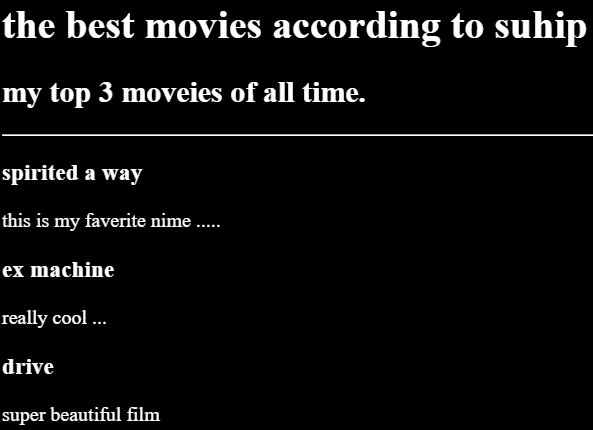 the best movies according to suhip
my top 3 moveies of all time.
spirited a way
this is my faverite nime .....
ex machine
really cool ...
drive
super beautiful film